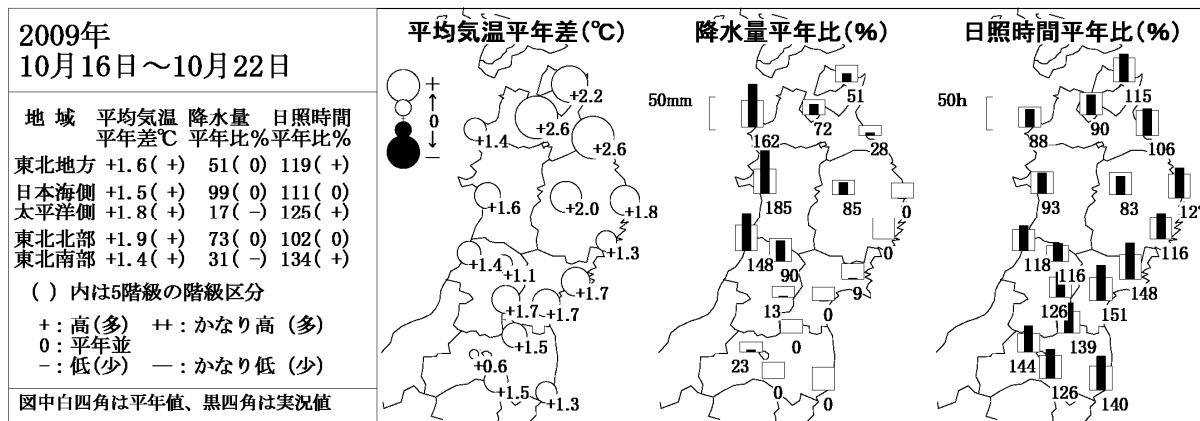 2009年
10月16日～10月22日
地 域 平均気温 降水量 日照時間
平年差℃ 平年比% 平年比%
東北地方 +1.6( +) 51( 0) 119( +)
日本海側 +1.5( +) 99( 0) 111( 0)
太平洋側 +1.8( +) 17( -) 125( +)
東北北部 +1.9( +) 73( 0) 102( 0)
東北南部 +1.4( +) 31( -) 134( +)
( ) 内は5階級の階級区分
+ : 高(多) ++ : かなり高 (多)
0 : 平年並
- : 低(少) — : かなり低 (少)
図中白四角は平年値、黒四角は実況値
平均気温平年差(℃)
+
↑
0
↓
-
+2.2
+2.6
+1.4
+2.6
+1.6
+2.0
+1.8
+1.3
+1.4
+1.1
+1.7
+1.7
+1.7
+1.5
+0.6
+1.5
+1.3
降水量平年比(%)
50mm
51
72
162
28
185
85
0
0
148
90
9
13
0
0
23
0
0
日照時間平年比(%)
50h
115
90
88
106
93
83
116
118
116
148
126
151
139
144
126
140